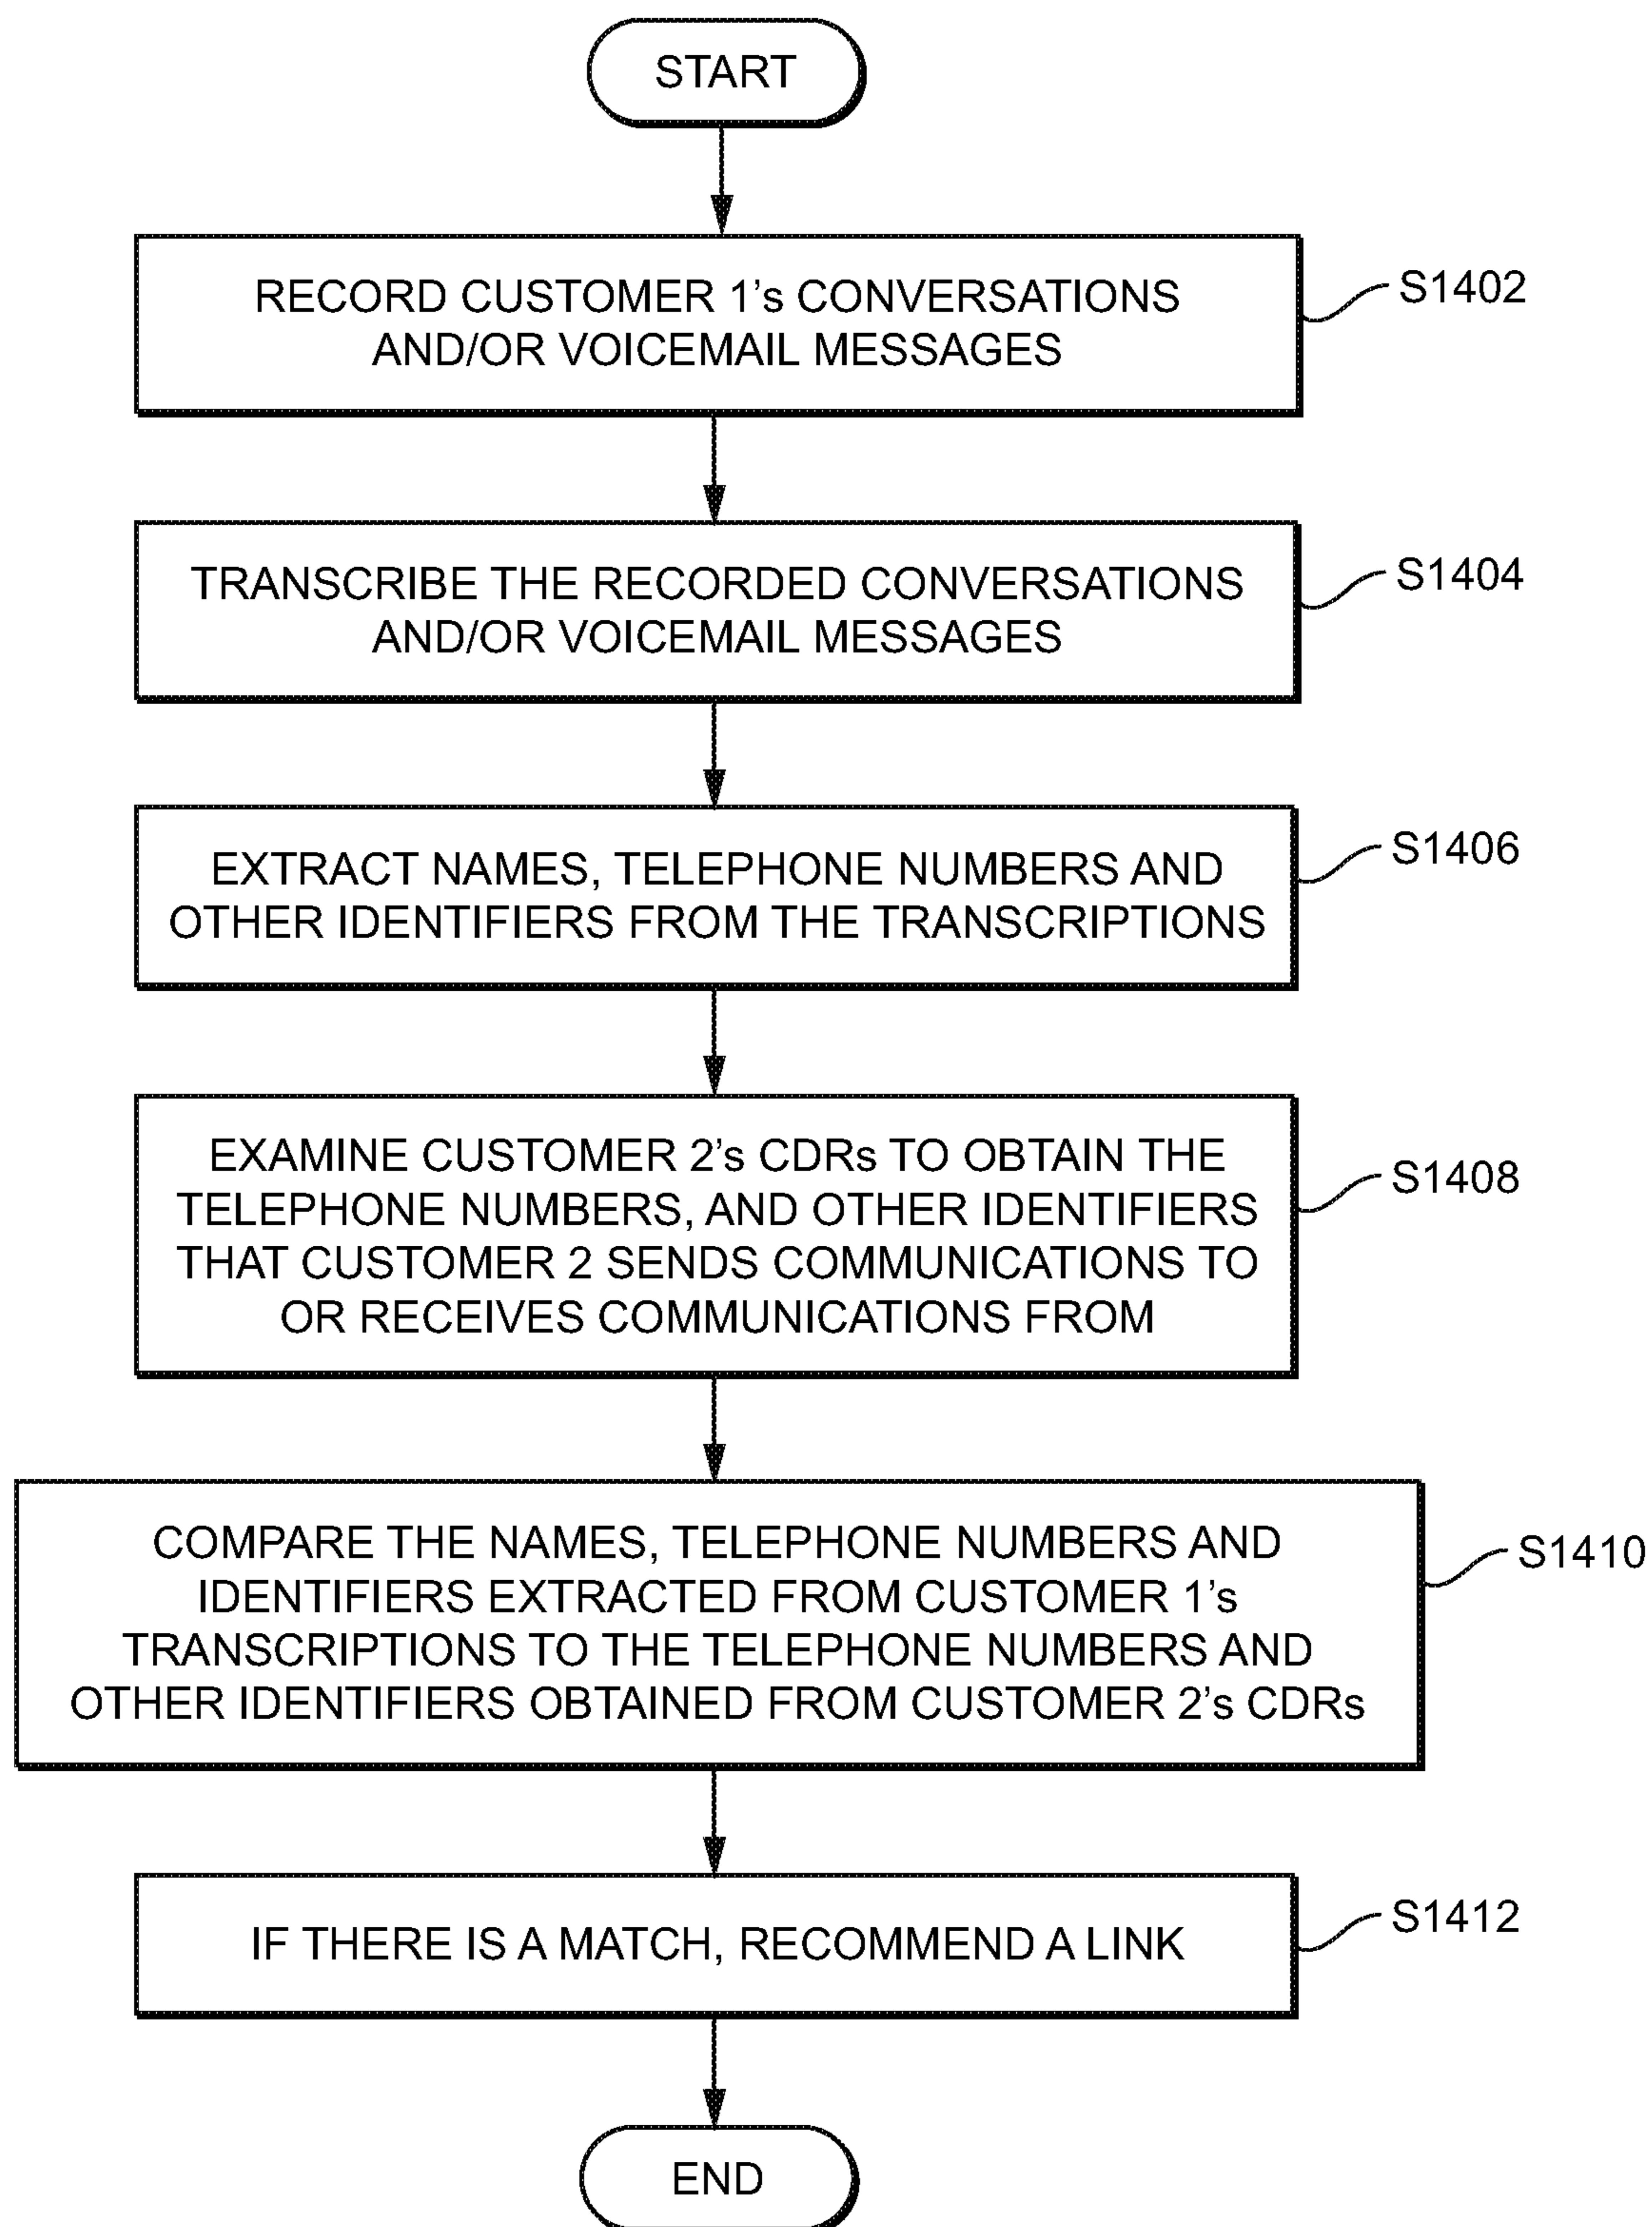 START
RECORD CUSTOMER 1's CONVERSATIONS
AND/OR VOICEMAIL MESSAGES
S1402
TRANSCRIBE THE RECORDED CONVERSATIONS
AND/OR VOICEMAIL MESSAGES
S1404
EXTRACT NAMES, TELEPHONE NUMBERS AND
OTHER IDENTIFIERS FROM THE TRANSCRIPTIONS
S1406
EXAMINE CUSTOMER 2's CDRs TO OBTAIN THE
TELEPHONE NUMBERS, AND OTHER IDENTIFIERS
THAT CUSTOMER 2 SENDS COMMUNICATIONS TO
OR RECEIVES COMMUNICATIONS FROM
S1408
COMPARE THE NAMES, TELEPHONE NUMBERS AND
IDENTIFIERS EXTRACTED FROM CUSTOMER 1's
TRANSCRIPTIONS TO THE TELEPHONE NUMBERS AND
OTHER IDENTIFIERS OBTAINED FROM CUSTOMER 2's CDRs
S1410
IF THERE IS A MATCH, RECOMMEND A LINK
S1412
END